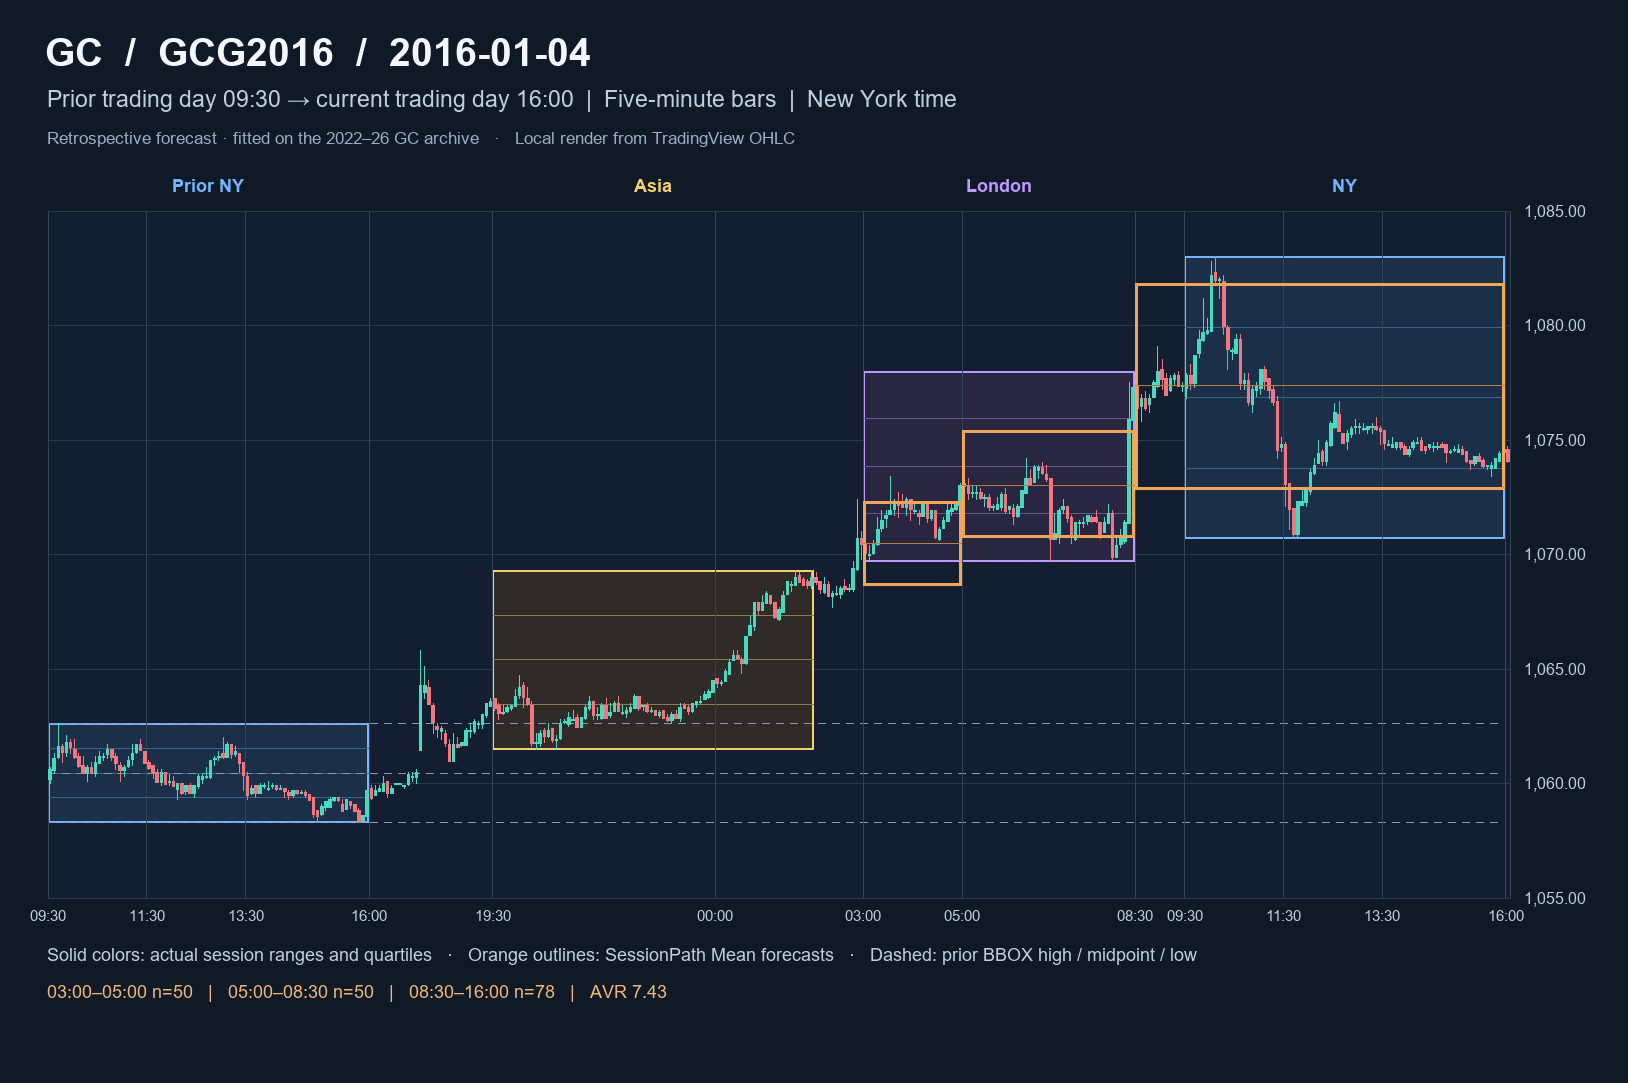 GC / GCG2016 / 2016-01-04
Prior trading day 09:30 → current trading day 16:00 | Five-minute bars | New York time
Retrospective forecast · fitted on the 2022–26 GC archive · Local render from TradingView OHLC
Prior NY Asia London NY
1,085.00
1,080.00
1,075.00
1,070.00
1,065.00
1,060.00
1,055.00
09:30 11:30 13:30 16:00 19:30 00:00 03:00 05:00 08:30 09:30 11:30 13:30 16:00
Solid colors: actual session ranges and quartiles · Orange outlines: SessionPath Mean forecasts · Dashed: prior BBOX high / midpoint / low
03:00–05:00 n=50 | 05:00–08:30 n=50 | 08:30–16:00 n=78 | AVR 7.43